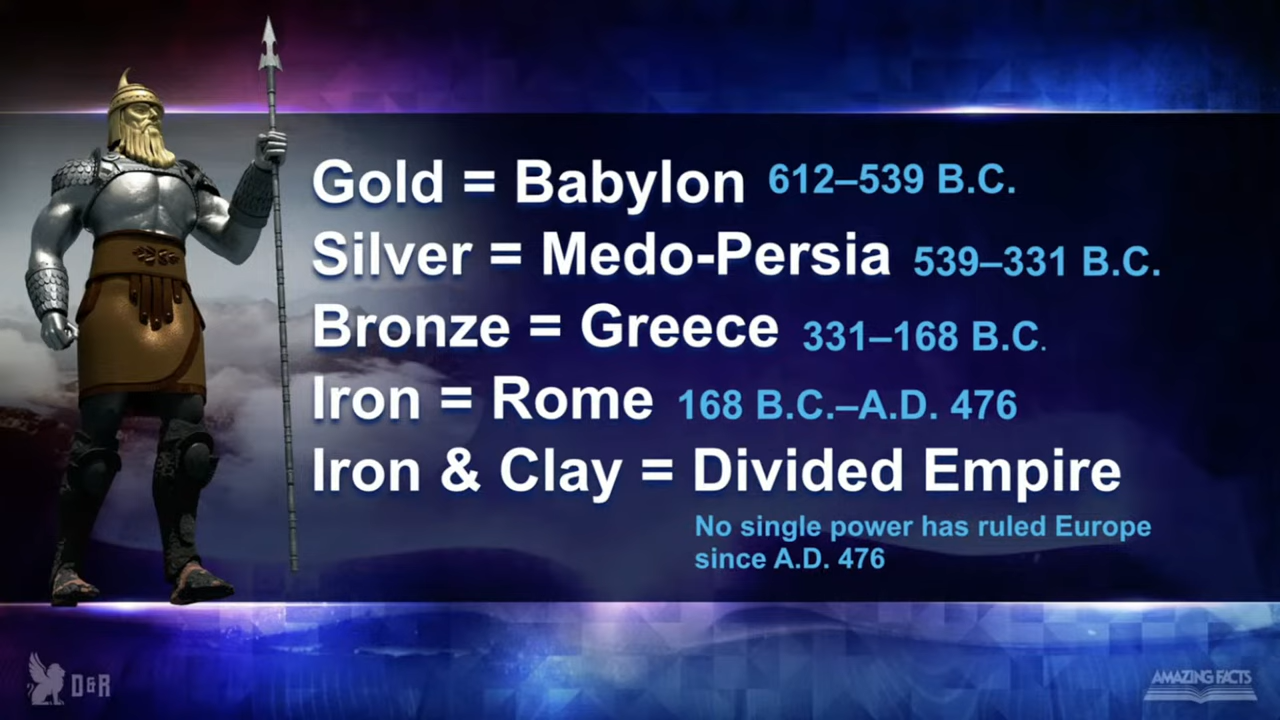 Gold = Babylon 612–539 B.C.
Silver = Medo-Persia 539–331 B.C.
Bronze = Greece 331–168 B.C.
Iron = Rome 168 B.C.–A.D. 476
Iron & Clay = Divided Empire
No single power has ruled Europe
since A.D. 476
D&R
AMAZING FACTS